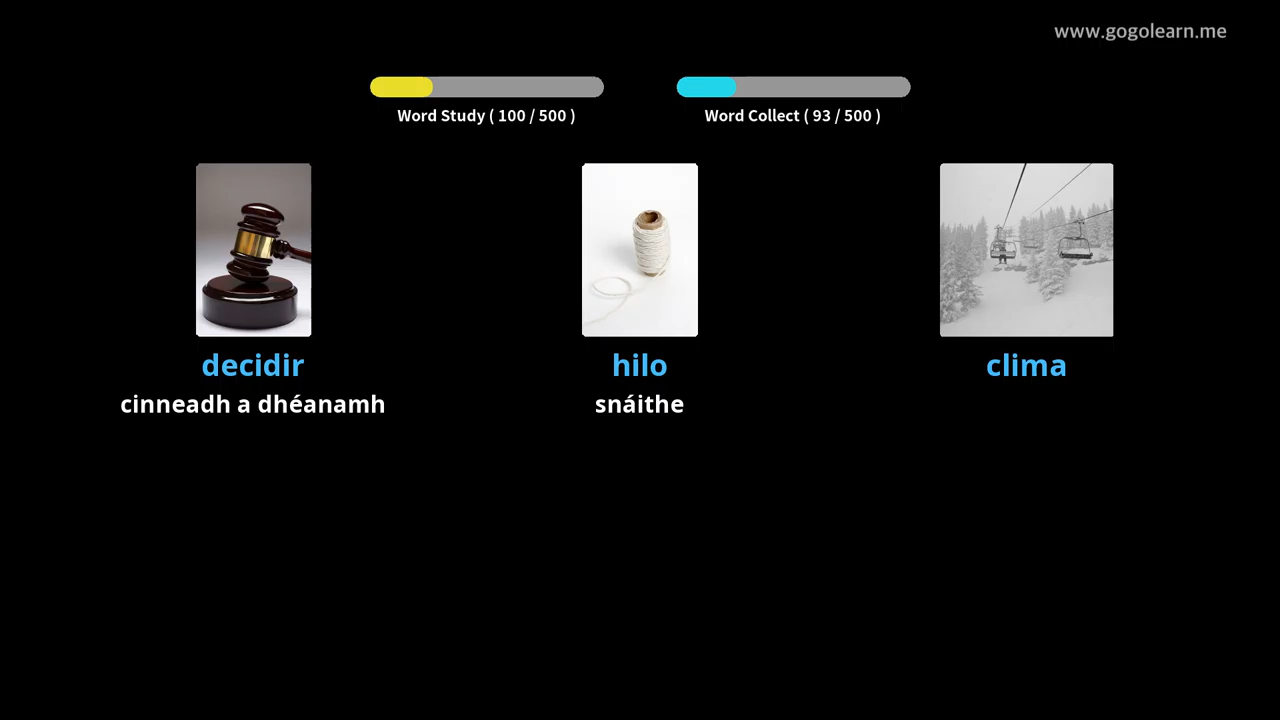 www.gogolearn.me
Word Study ( 100 / 500 )
Word Collect ( 93 / 500 )
decidir
cinneadh a dhéanamh
hilo
snáithe
clima